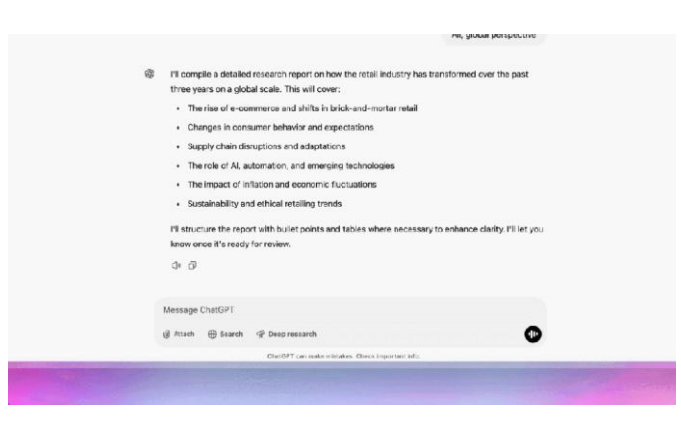 All, global perspective
I'll compile a detailed research report on how the retail industry has transformed over the past
three years on a global scale. This will cover:
• The rise of e-commerce and shifts in brick-and-mortar retail
• Changes in consumer behavior and expectations
• Supply chain disruptions and adaptations
• The role of AI, automation, and emerging technologies
• The impact of inflation and economic fluctuations
• Sustainability and ethical retailing trends
I'll structure the report with bullet points and tables where necessary to enhance clarity. I'll let you
know once it's ready for review.
Message ChatGPT
Attach Search Deep research
ChatGPT can make mistakes. Check important info.